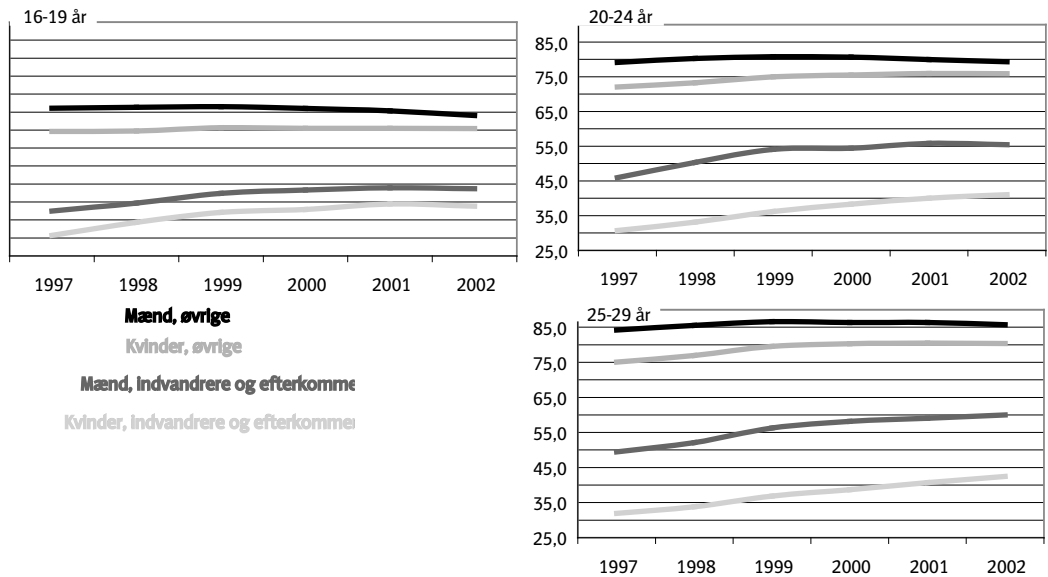 16-19 år
1997 1998 1999 2000 2001 2002
Mænd, øvrige
Kvinder, øvrige
Mænd, indvandrere og efterkomme
Kvinder, indvandrere og efterkommer
20-24 år
85,0
75,0
65,0
55,0
45,0
35,0
25,0
1997 1998 1999 2000 2001 2002
25-29 år
85,0
75,0
65,0
55,0
45,0
35,0
25,0
1997 1998 1999 2000 2001 2002